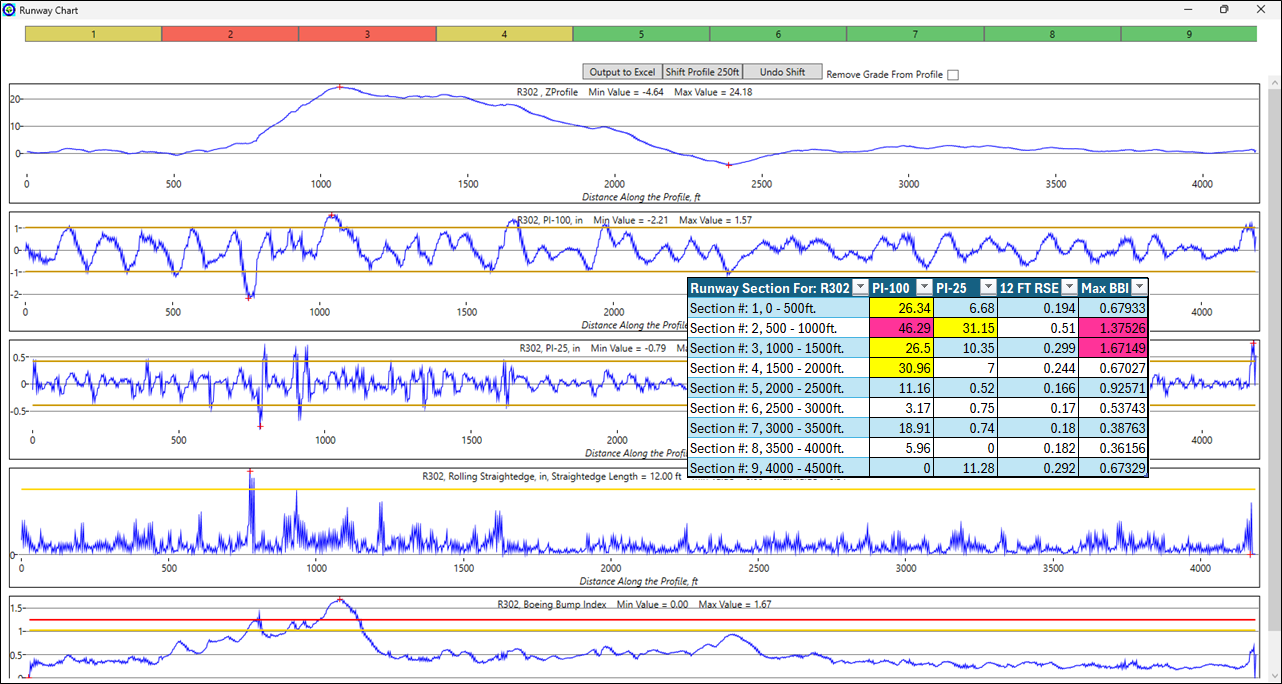 Runway Chart
1 2 3 4 5 6 7 8 9
Output to Excel Shift Profile 250ft Undo Shift Remove Grade From Profile
R302 , ZProfile Min Value = -4.64 Max Value = 24.18
20
10
0
0 500 1000 1500 2000 2500 3000 3500 4000
Distance Along the Profile, ft
R302, PI-100, in Min Value = -2.21 Max Value = 1.57
1
0
-1
-2
0 500 1000 1500 2000 4000
Distance Along the Profile
R302, PI-25, in Min Value = -0.79
0.5
0
-0.5
0 500 1000 1500 2000 4000
Distance Along the Profile
Runway Section For: R302 PI-100 PI-25 12 FT RSE Max BBI
Section #: 1, 0 - 500ft. 26.34 6.68 0.194 0.67933
Section #: 2, 500 - 1000ft. 46.29 31.15 0.51 1.37526
Section #: 3, 1000 - 1500ft. 26.5 10.35 0.299 1.67149
Section #: 4, 1500 - 2000ft. 30.96 7 0.244 0.67027
Section #: 5, 2000 - 2500ft. 11.16 0.52 0.166 0.92571
Section #: 6, 2500 - 3000ft. 3.17 0.75 0.17 0.53743
Section #: 7, 3000 - 3500ft. 18.91 0.74 0.18 0.38763
Section #: 8, 3500 - 4000ft. 5.96 0 0.182 0.36156
Section #: 9, 4000 - 4500ft. 0 11.28 0.292 0.67329
R302, Rolling Straightedge, in, Straightedge Length = 12.00 ft
0
0 500 1000 1500 2000 2500 3000 3500 4000
Distance Along the Profile, ft
R302, Boeing Bump Index Min Value = 0.00 Max Value = 1.67
1.5
1
0.5
0